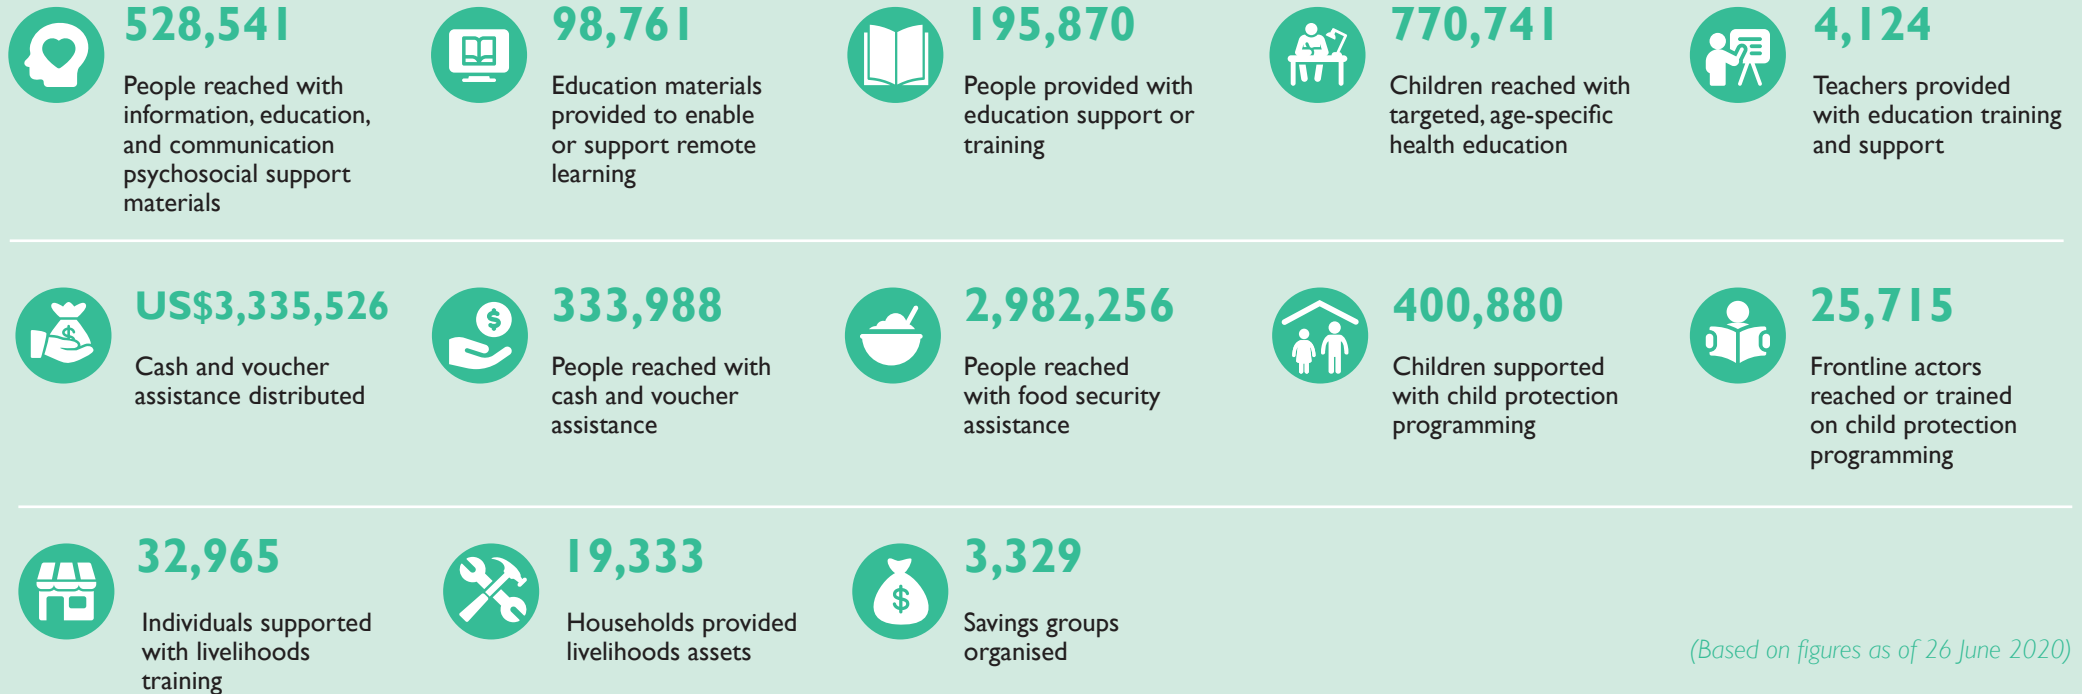 528,541
People reached with
information, education,
and communication
psychosocial support
materials
98,761
Education materials
provided to enable
or support remote
learning
195,870
People provided with
education support or
training
770,741
Children reached with
targeted, age-specific
health education
4,124
Teachers provided
with education training
and support
US$3,335,526
Cash and voucher
assistance distributed
333,988
People reached with
cash and voucher
assistance
2,982,256
People reached
with food security
assistance
400,880
Children supported
with child protection
programming
25,715
Frontline actors
reached or trained
on child protection
programming
32,965
Individuals supported
with livelihoods
training
19,333
Households provided
livelihoods assets
3,329
Savings groups
organised
(Based on figures as of 26 June 2020)